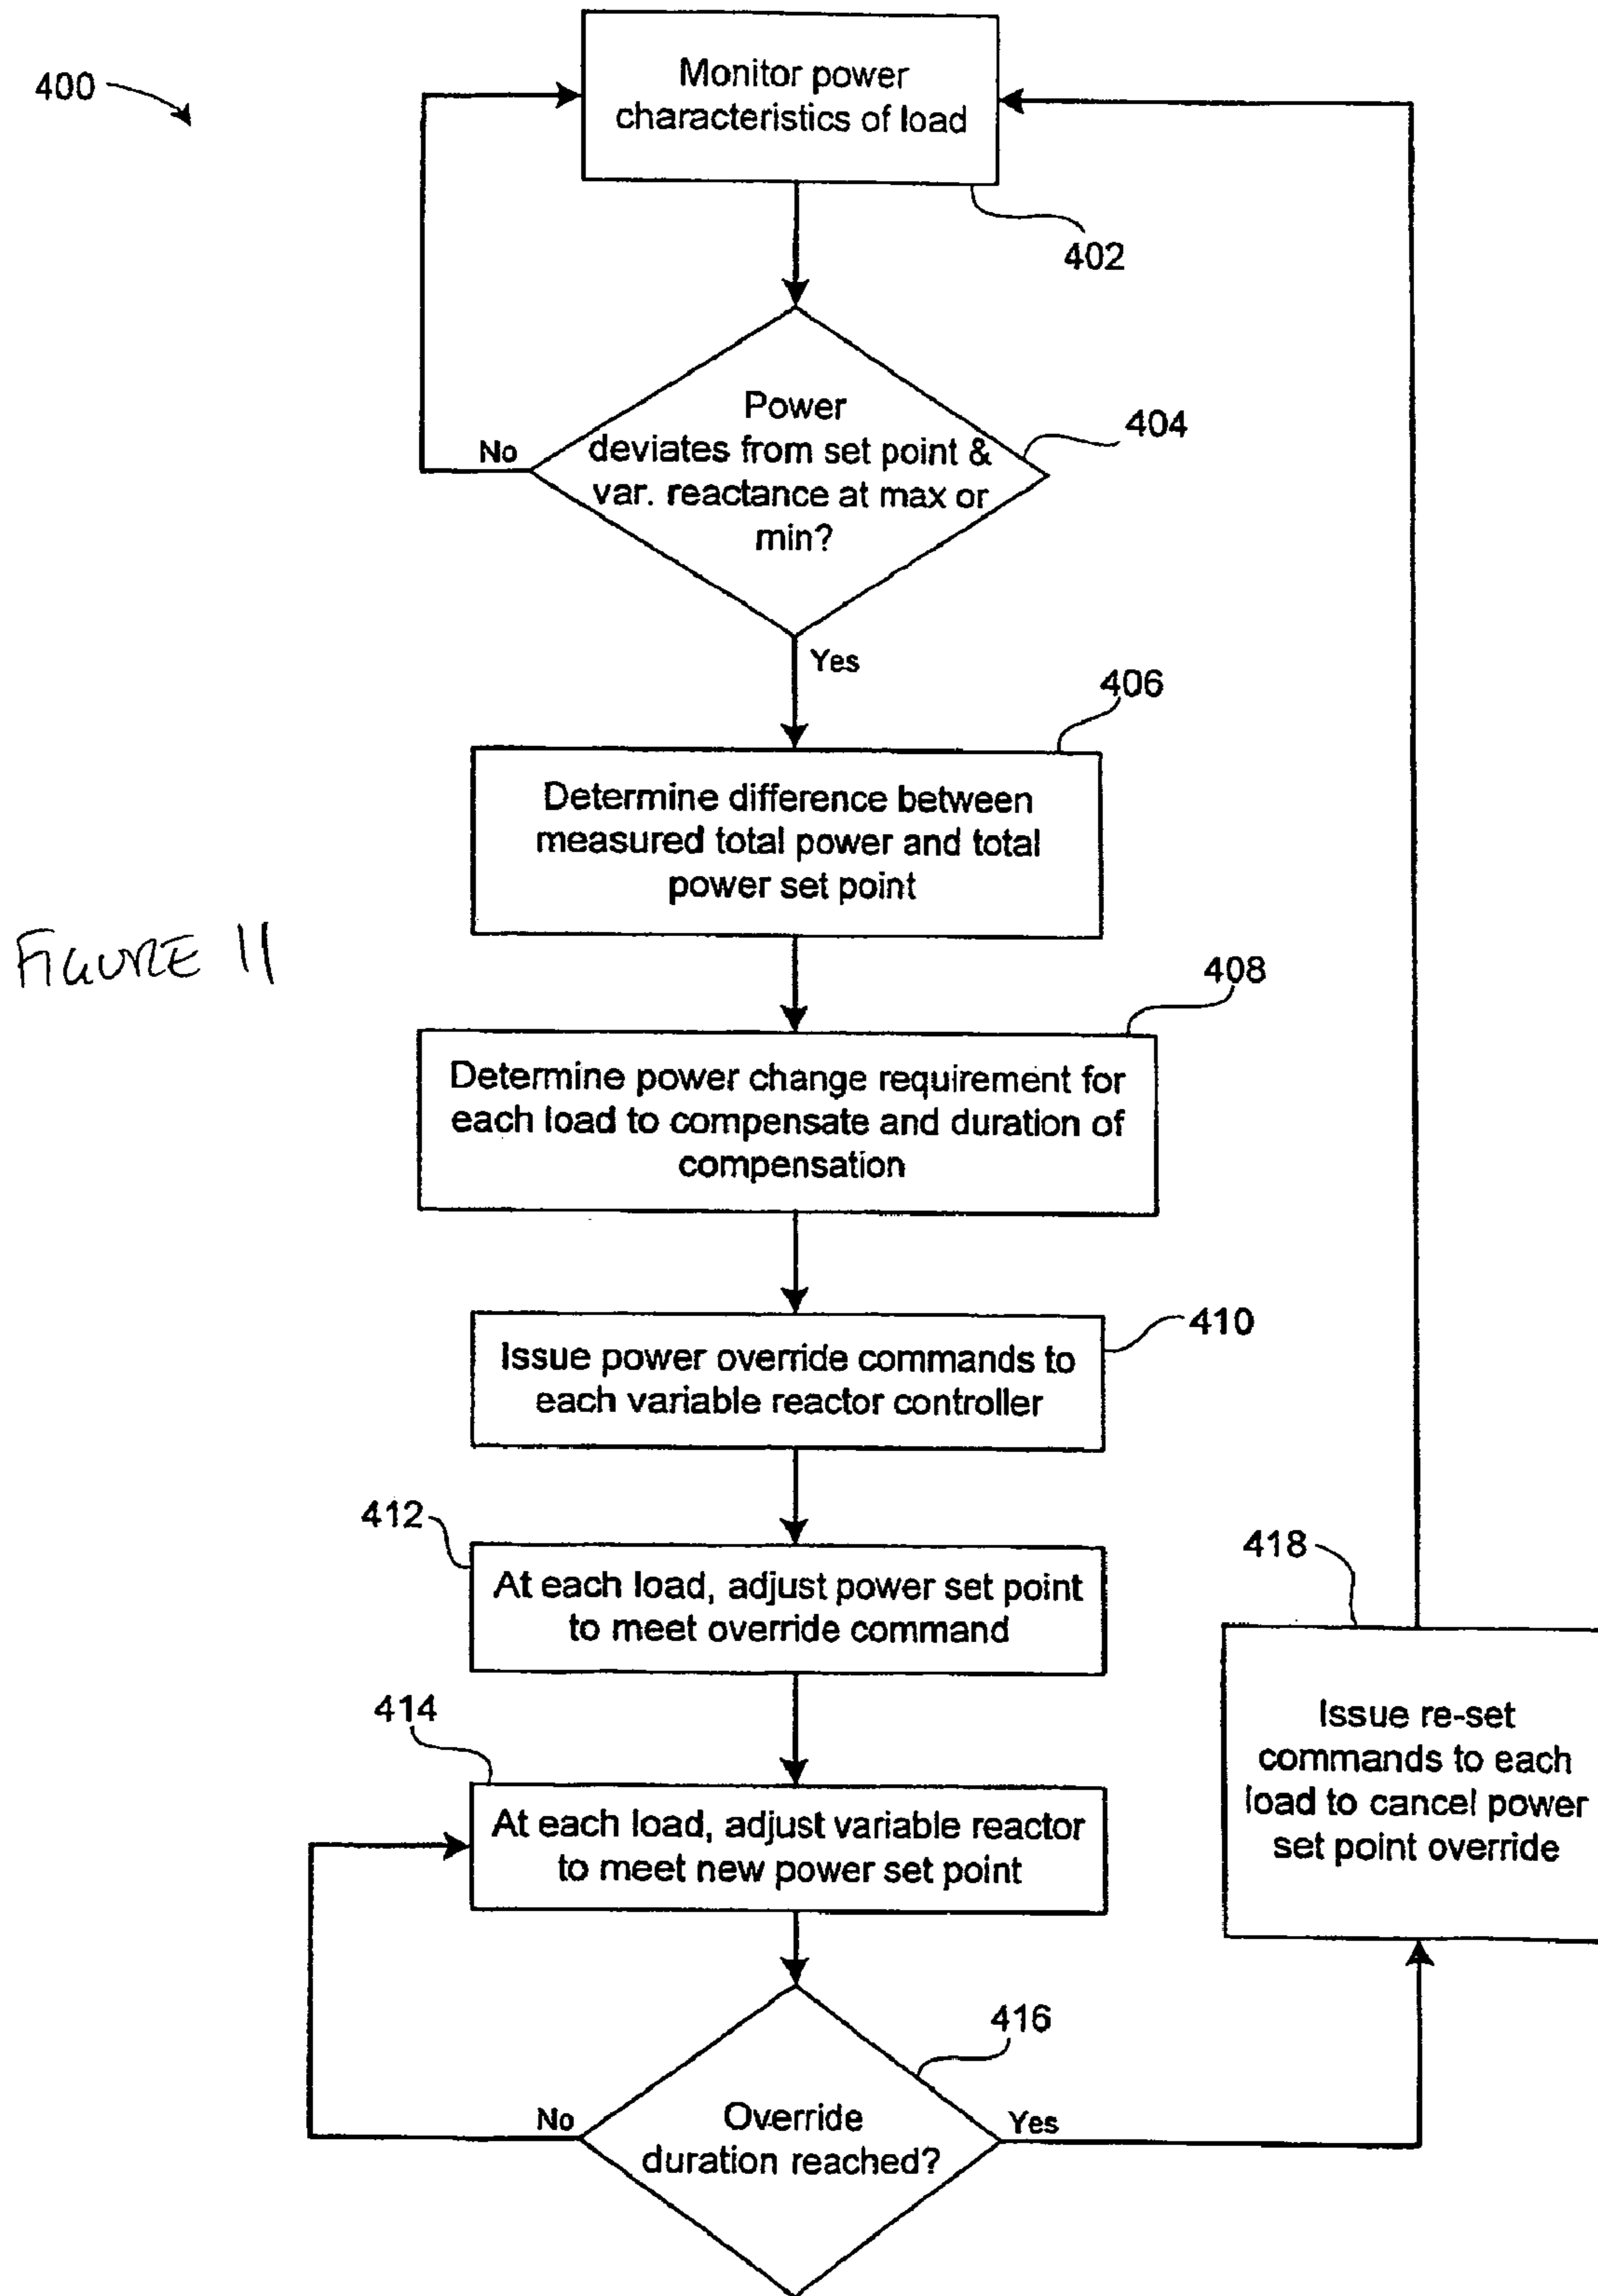 400
Monitor power
characteristics of load
402
Power
deviates from set point &
var. reactance at max or
min?
404
No
Yes
406
Determine difference between
measured total power and total
power set point
FIGURE 11
408
Determine power change requirement for
each load to compensate and duration of
compensation
410
Issue power override commands to
each variable reactor controller
412
At each load, adjust power set point
to meet override command
418
Issue re-set
commands to each
load to cancel power
set point override
414
At each load, adjust variable reactor
to meet new power set point
416
Override
duration reached?
No
Yes